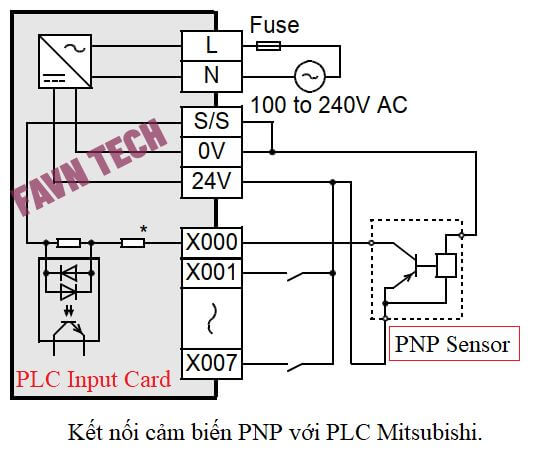 Fuse
L
N
100 to 240V AC
S/S
0V
24V
FAVN TECH
*
X000
X001
X007
PNP Sensor
PLC Input Card
Kết nối cảm biến PNP với PLC Mitsubishi.